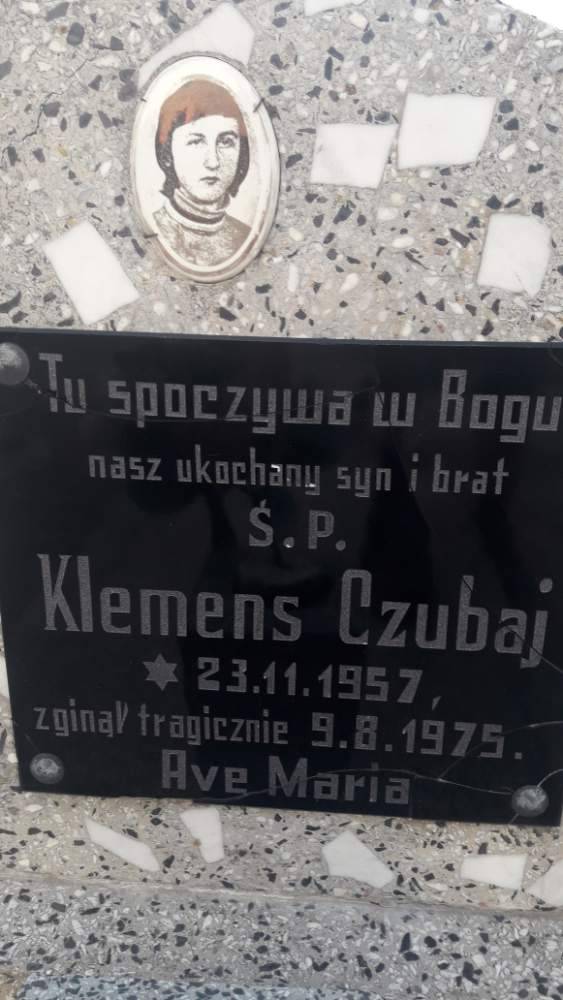 Tu spoczywa w Bogu
nasz ukochany syn i brat
Ś.P.
Klemens Czubaj
✶ 23.11.1957,
zginął tragicznie 9.8.1975.
Ave Maria